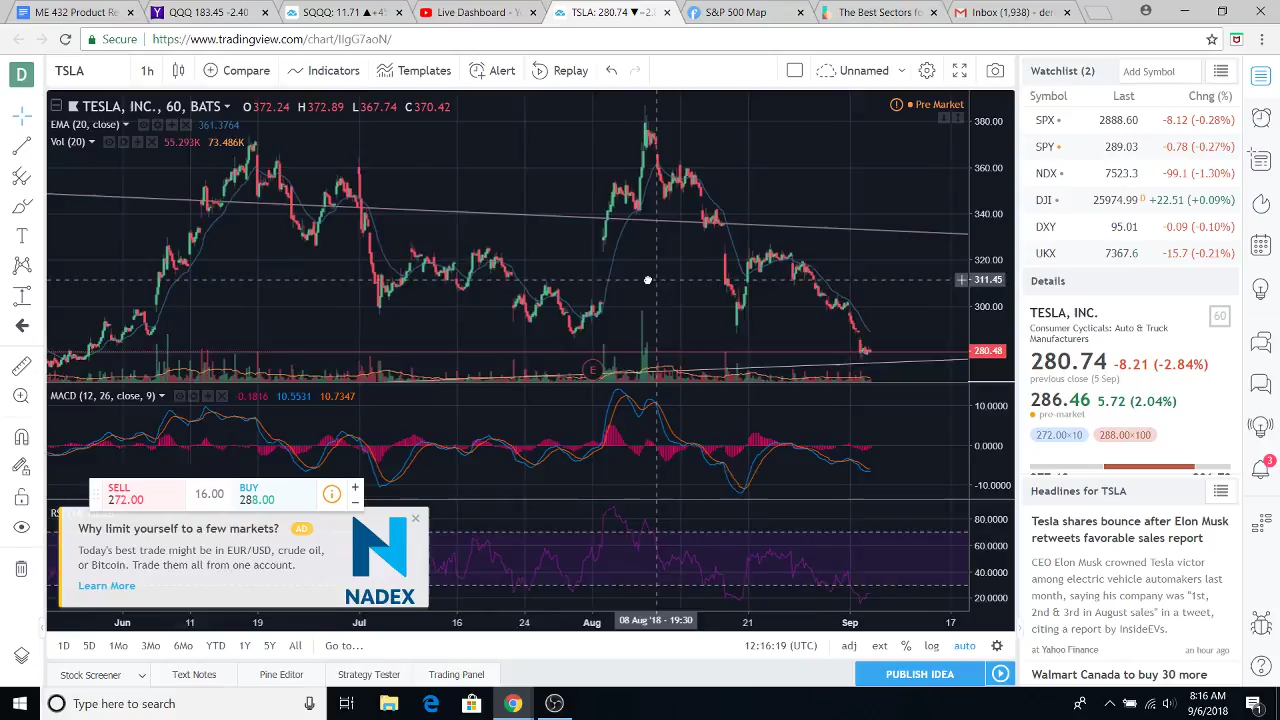 ME 432 Product
QQQ 183.45 -2.40
SQQQ: 11.71 ▲+45
Live Dashboard - Y
TSLA: 280.74 ▼−2.8
S&P 500 Map
The Best Sectors fo
Inbox (1,938) - der
Secure | https://www.tradingview.com/chart/IlgG7aoN/
D
TSLA 1h Compare Indicators Templates Alert Replay Unnamed
TESLA, INC., 60, BATS O372.24 H372.89 L367.74 C370.42
EMA (20, close) 361.3764
Vol (20) 55.293K 73.486K
Pre Market
380.00
360.00
340.00
320.00
311.45
300.00
280.48
E
MACD (12, 26, close, 9) -0.1816 10.5531 10.7347
10.0000
0.0000
-10.0000
SELL
272.00
16.00
BUY
288.00
+
−
80.0000
60.0000
40.0000
20.0000
Why limit yourself to a few markets? AD
Today's best trade might be in EUR/USD, crude oil,
or Bitcoin. Trade them all from one account.
Learn More
NADEX
Jun 11 19 Jul 16 24 Aug 08 Aug '18 - 19:30 21 Sep 17
1D 5D 1Mo 3Mo 6Mo YTD 1Y 5Y All Go to... 12:16:19 (UTC) adj ext % log auto
Stock Screener Text Notes Pine Editor Strategy Tester Trading Panel PUBLISH IDEA
Watchlist (2) Add Symbol
Symbol Last Chng (%)
SPX 2888.60 -8.12 (-0.28%)
SPY 289.03 -0.78 (-0.27%)
NDX 7523.3 -99.1 (-1.30%)
DJI 25974.99 D +22.51 (+0.09%)
DXY 95.01 -0.09 (-0.10%)
UKX 7367.6 -15.7 (-0.21%)
Details
TESLA, INC. 60
Consumer Cyclicals: Auto & Truck
Manufacturers
280.74 -8.21 (-2.84%)
previous close (5 Sep)
286.46 5.72 (2.04%)
pre-market
272.00×10 288.00×100
Headlines for TSLA
Tesla shares bounce after Elon Musk
retweets favorable sales report
CEO Elon Musk crowned Tesla victor
among electric vehicle automakers last
month, saying his company was "1st,
2nd & 3rd in August sales" in a tweet,
citing a report by InsideEVs.
at Yahoo Finance an hour ago
Walmart Canada to buy 30 more
3
Type here to search
8:16 AM
9/6/2018